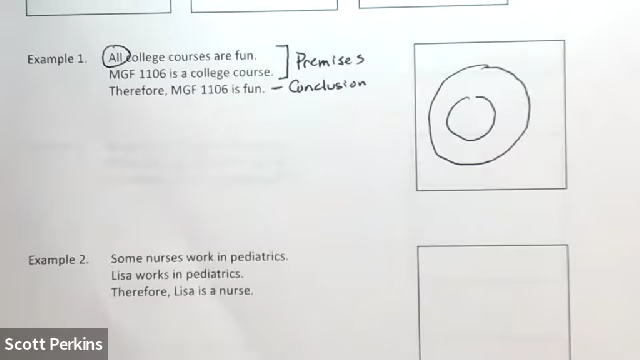 Example 1. All college courses are fun.
MGF 1106 is a college course.
Premises
Therefore, MGF 1106 is fun. – Conclusion
Example 2. Some nurses work in pediatrics.
Lisa works in pediatrics.
Therefore, Lisa is a nurse.
Scott Perkins